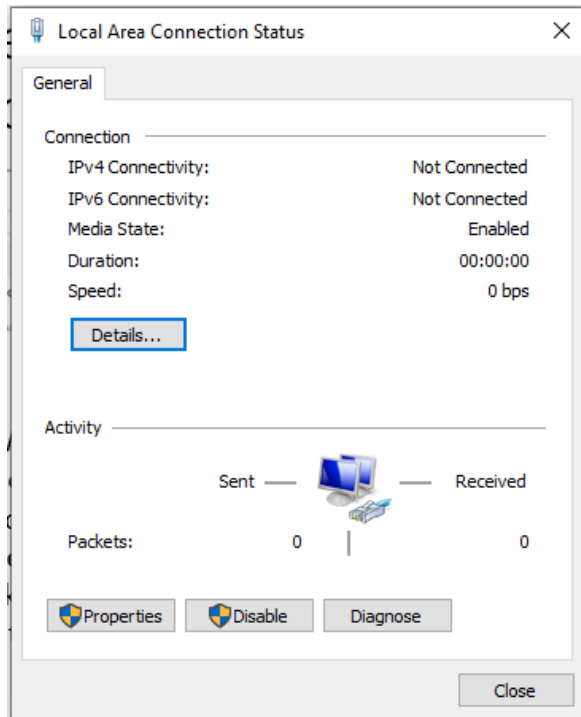 Local Area Connection Status
General
Connection
IPv4 Connectivity: Not Connected
IPv6 Connectivity: Not Connected
Media State: Enabled
Duration: 00:00:00
Speed: 0 bps
Details...
Activity
Sent Received
Packets: 0 0
Properties Disable Diagnose
Close